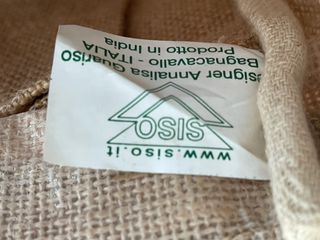 www.siso.it
SISO
esigner Annalisa Guariso
Bagnacavallo - ITALIA
Prodotto in India